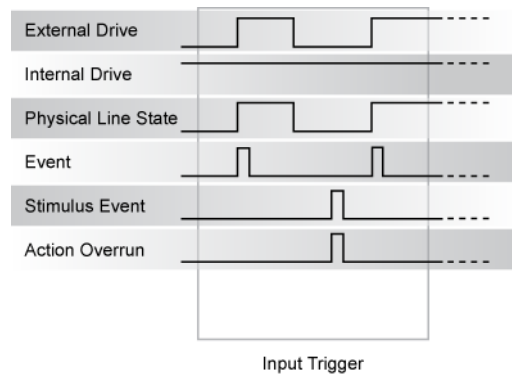 External Drive
Internal Drive
Physical Line State
Event
Stimulus Event
Action Overrun
Input Trigger